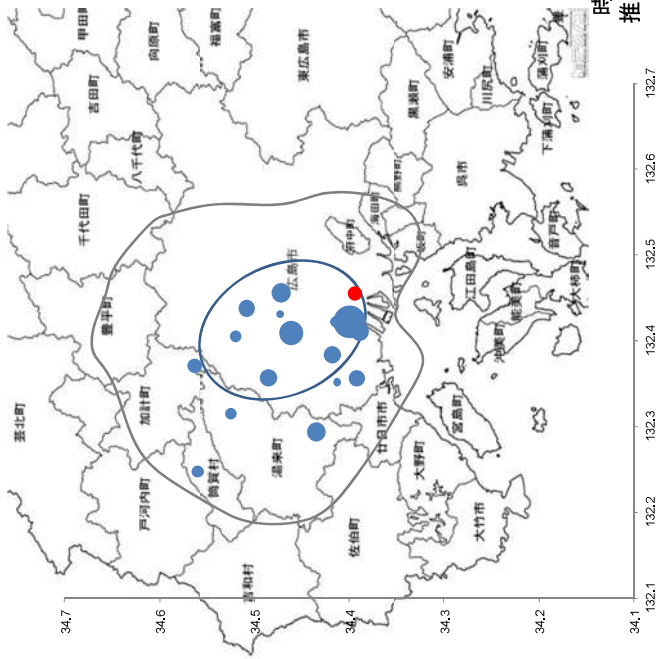 時
推
芸北町
千代田町
吉田町
甲田町
向原町
福富町
八千代町
豊平町
加計町
戸河内町
筒賀村
湯来町
吉和村
佐伯町
広島市
東広島市
府中町
海田町
熊野町
坂町
黒瀬町
安浦町
川尻町
蒲刈町
下蒲刈町
呉市
音戸町
江田島町
能美町
沖美町
大柿町
宮島町
廿日市市
大野町
大竹市
34.7
34.6
34.5
34.4
34.3
34.2
34.1
132.1
132.2
132.3
132.4
132.5
132.6
132.7